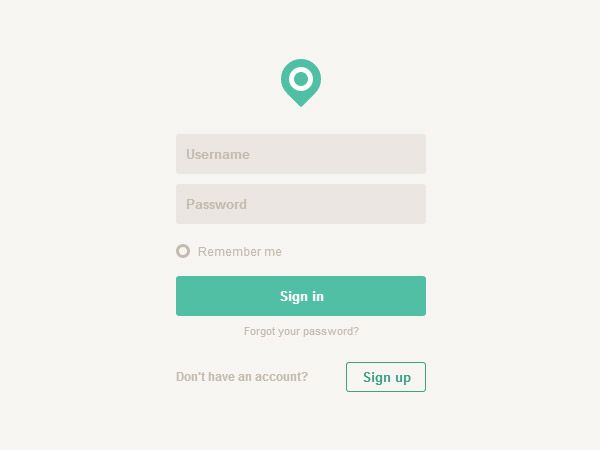 Username
Password
Remember me
Sign in
Forgot your password?
Don't have an account?
Sign up